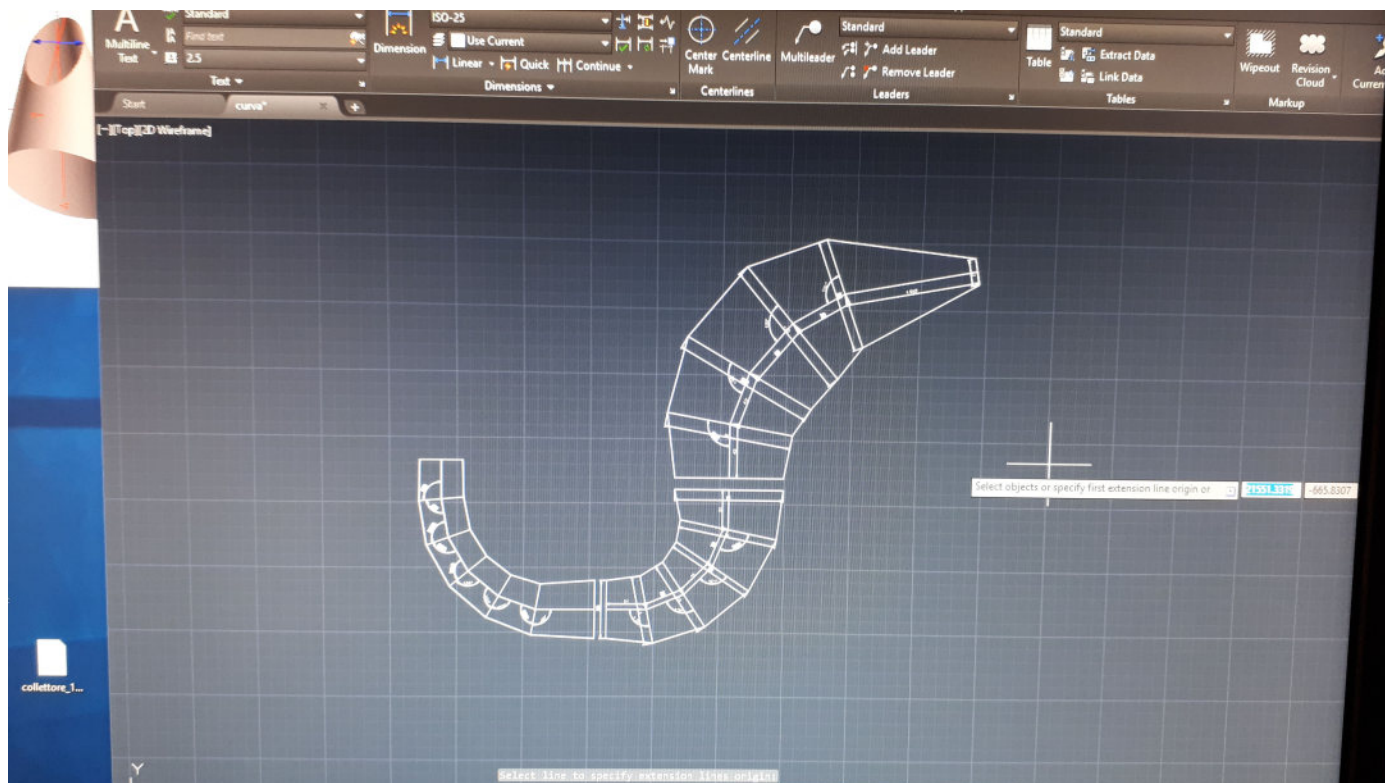 Standard
Find text
2.5
Multiline
Text
Text
ISO-25
Use Current
Dimension
Linear
Quick
Continue
Dimensions
Center
Mark
Centerline
Centerlines
Multileader
Standard
Add Leader
Remove Leader
Leaders
Table
Standard
Extract Data
Link Data
Tables
Wipeout
Revision
Cloud
Markup
Current
Start
curva*
[-][Top][2D Wireframe]
Select objects or specify first extension line origin or
-665.8307
collettore_1...
Y
Select line to specify extension lines origin: